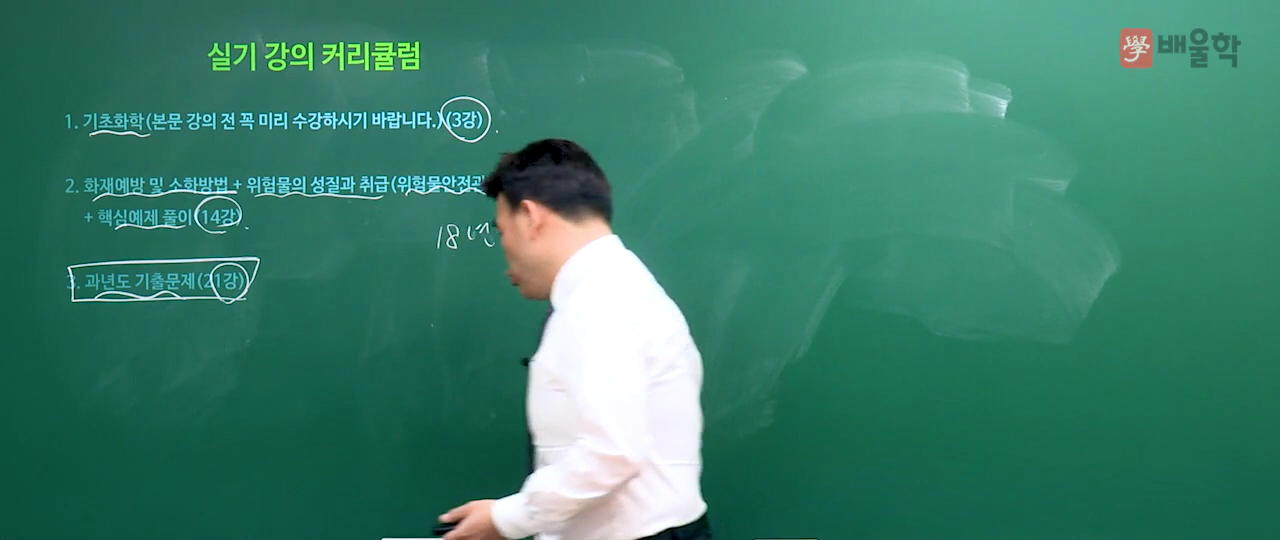 실기 강의 커리큘럼
學 배울학
1. 기초화학(본문 강의 전 꼭 미리 수강하시기 바랍니다.)(3강)
2. 화재예방 및 소화방법 + 위험물의 성질과 취급(위험물안전관
+ 핵심예제 풀이(14강)
18년
3. 과년도 기출문제(21강)